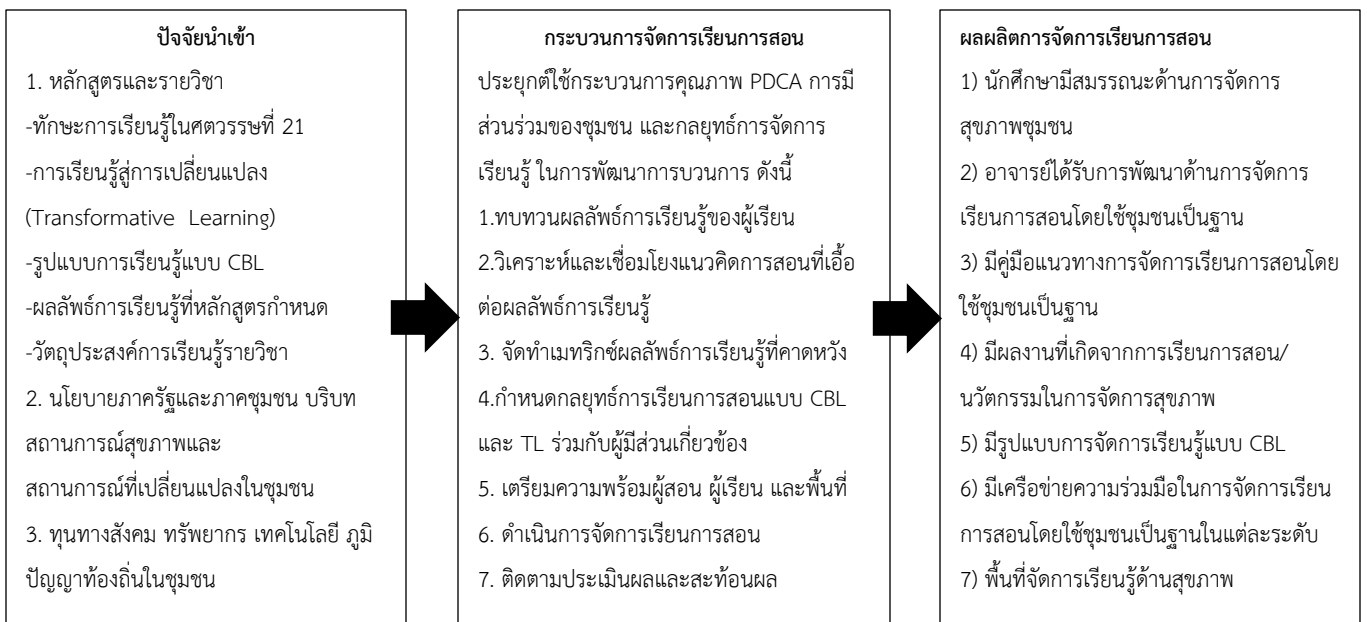 ปัจจัยนำเข้า
1. หลักสูตรและรายวิชา
-ทักษะการเรียนรู้ในศตวรรษที่ 21
-การเรียนรู้สู่การเปลี่ยนแปลง
(Transformative Learning)
-รูปแบบการเรียนรู้แบบ CBL
-ผลลัพธ์การเรียนรู้ที่หลักสูตรกำหนด
-วัตถุประสงค์การเรียนรู้รายวิชา
2. นโยบายภาครัฐและภาคชุมชน บริบท
สถานการณ์สุขภาพและ
สถานการณ์ที่เปลี่ยนแปลงในชุมชน
3. ทุนทางสังคม ทรัพยากร เทคโนโลยี ภูมิ
ปัญญาท้องถิ่นในชุมชน
กระบวนการจัดการเรียนการสอน
ประยุกต์ใช้กระบวนการคุณภาพ PDCA การมี
ส่วนร่วมของชุมชน และกลยุทธ์การจัดการ
เรียนรู้ ในการพัฒนาการบวนการ ดังนี้
1.ทบทวนผลลัพธ์การเรียนรู้ของผู้เรียน
2.วิเคราะห์และเชื่อมโยงแนวคิดการสอนที่เอื้อ
ต่อผลลัพธ์การเรียนรู้
3. จัดทำเมทริกซ์ผลลัพธ์การเรียนรู้ที่คาดหวัง
4.กำหนดกลยุทธ์การเรียนการสอนแบบ CBL
และ TL ร่วมกับผู้มีส่วนเกี่ยวข้อง
5. เตรียมความพร้อมผู้สอน ผู้เรียน และพื้นที่
6. ดำเนินการจัดการเรียนการสอน
7. ติดตามประเมินผลและสะท้อนผล
ผลผลิตการจัดการเรียนการสอน
1) นักศึกษามีสมรรถนะด้านการจัดการ
สุขภาพชุมชน
2) อาจารย์ได้รับการพัฒนาด้านการจัดการ
เรียนการสอนโดยใช้ชุมชนเป็นฐาน
3) มีคู่มือแนวทางการจัดการเรียนการสอนโดย
ใช้ชุมชนเป็นฐาน
4) มีผลงานที่เกิดจากการเรียนการสอน/
นวัตกรรมในการจัดการสุขภาพ
5) มีรูปแบบการจัดการเรียนรู้แบบ CBL
6) มีเครือข่ายความร่วมมือในการจัดการเรียน
การสอนโดยใช้ชุมชนเป็นฐานในแต่ละระดับ
7) พื้นที่จัดการเรียนรู้ด้านสุขภาพ